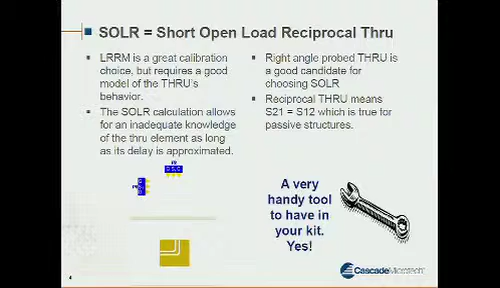 SOLR = Short Open Load Reciprocal Thru
LRRM is a great calibration
choice, but requires a good
model of the THRU's
behavior.
The SOLR calculation allows
for an inadequate knowledge
of the thru element as long
as its delay is approximated.
Right angle probed THRU is
a good candidate for
choosing SOLR
Reciprocal THRU means
S21 = S12 which is true for
passive structures.
A very
handy tool
to have in
your kit.
Yes!
4
CascadeMicrotech